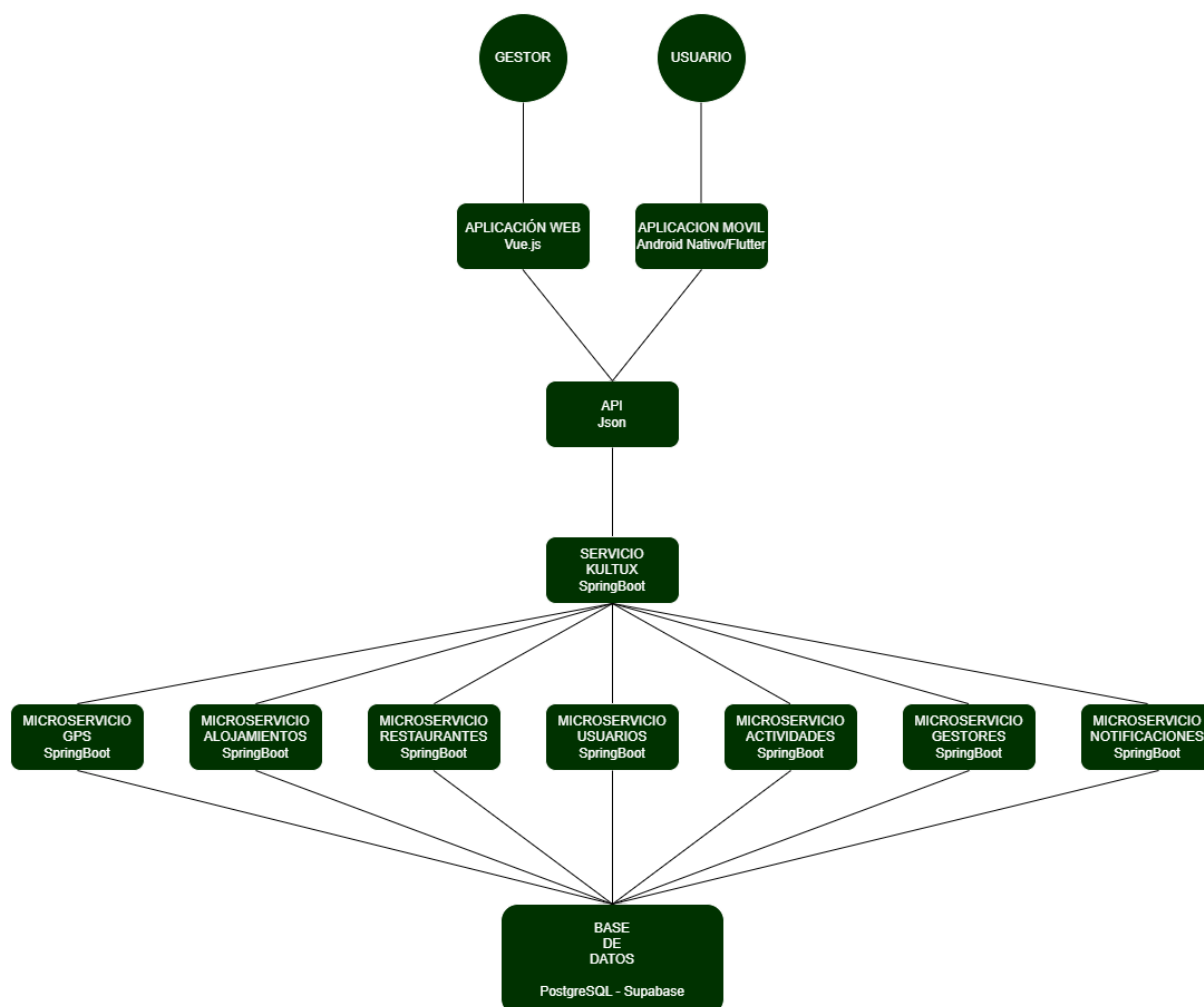 GESTOR
USUARIO
APLICACIÓN WEB
Vue.js
APLICACION MOVIL
Android Nativo/Flutter
API
Json
SERVICIO
KULTUX
SpringBoot
MICROSERVICIO
GPS
SpringBoot
MICROSERVICIO
ALOJAMIENTOS
SpringBoot
MICROSERVICIO
RESTAURANTES
SpringBoot
MICROSERVICIO
USUARIOS
SpringBoot
MICROSERVICIO
ACTIVIDADES
SpringBoot
MICROSERVICIO
GESTORES
SpringBoot
MICROSERVICIO
NOTIFICACIONES
SpringBoot
BASE
DE
DATOS
PostgreSQL - Supabase